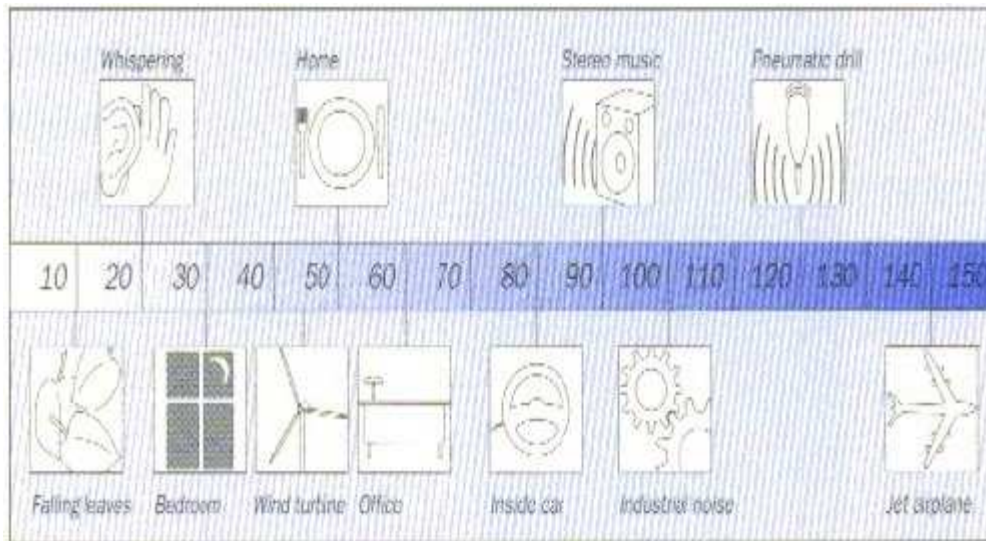 Whispering Home Stereo music Pneumatic drill
10 20 30 40 50 60 70 80 90 100 110 120 130 140 150
Falling leaves Bedroom Wind turbine Office Inside car Industrial noise Jet airplane